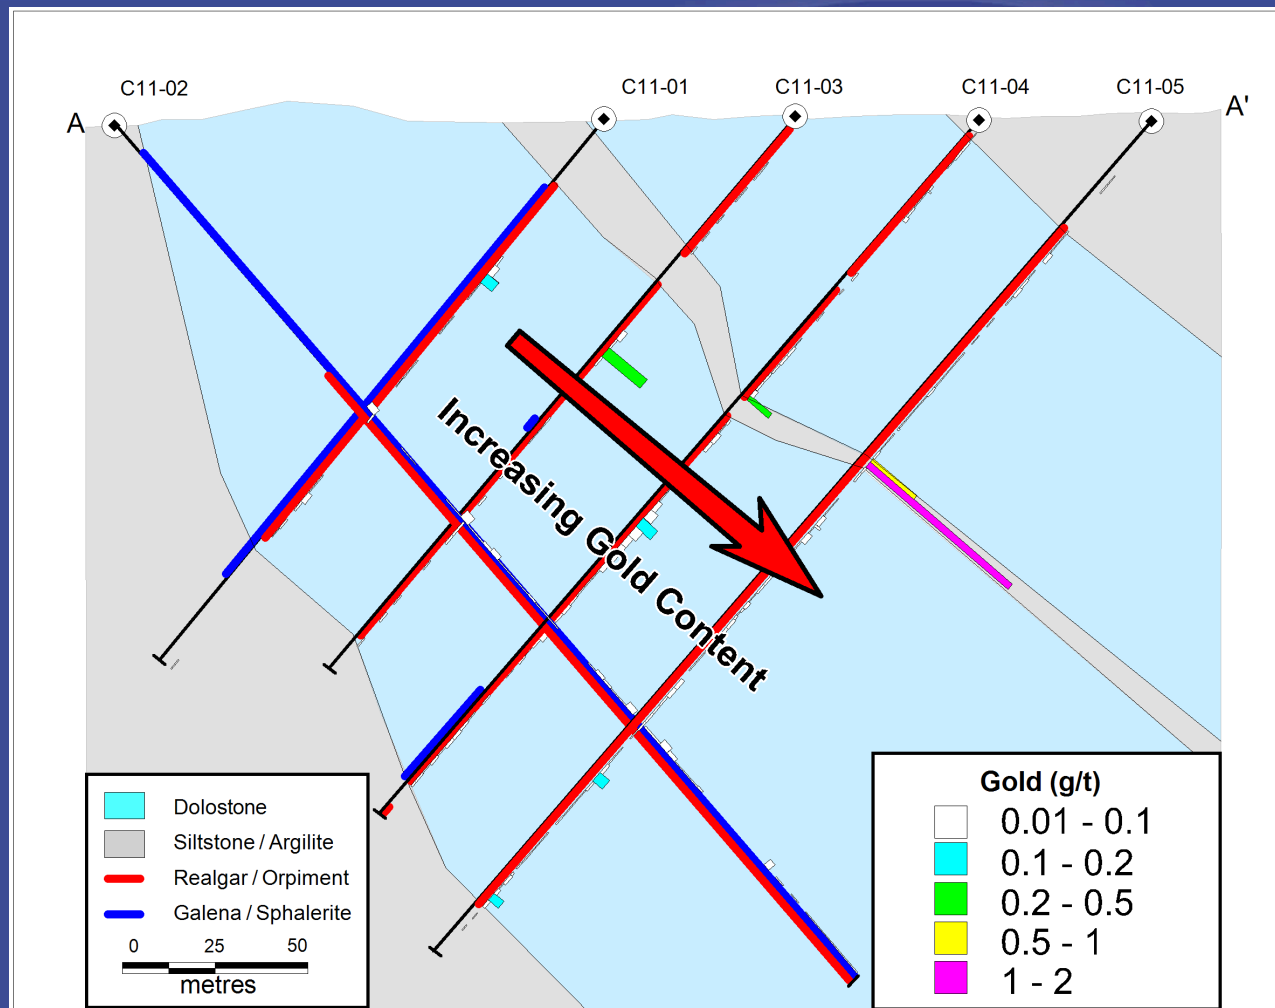 C11-02
C11-01
C11-03
C11-04
C11-05
A
A'
Increasing Gold Content
Dolostone
Siltstone / Argilite
Realgar / Orpiment
Galena / Sphalerite
0 25 50
metres
Gold (g/t)
0.01 - 0.1
0.1 - 0.2
0.2 - 0.5
0.5 - 1
1 - 2